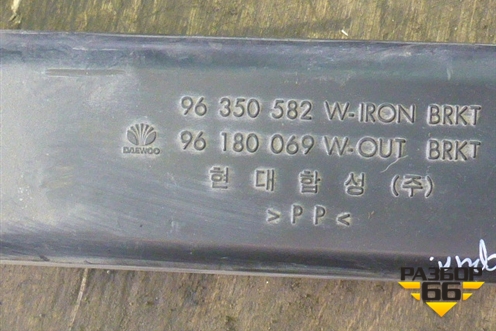 96 350 582 W-IRON BRKT
DAEWOO
96 180 069 W-OUT BRKT
현대합성 (주)
>PP<
РАЗБОР
66